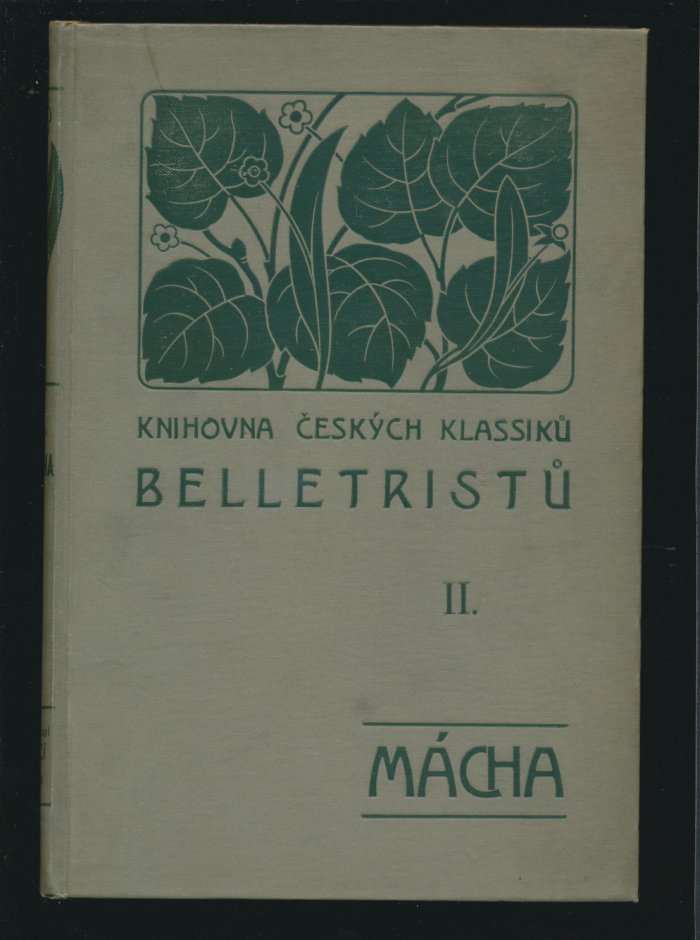 KNIHOVNA ČESKÝCH KLASSIKŮ
BELLETRISTŮ
II.
MÁCHA